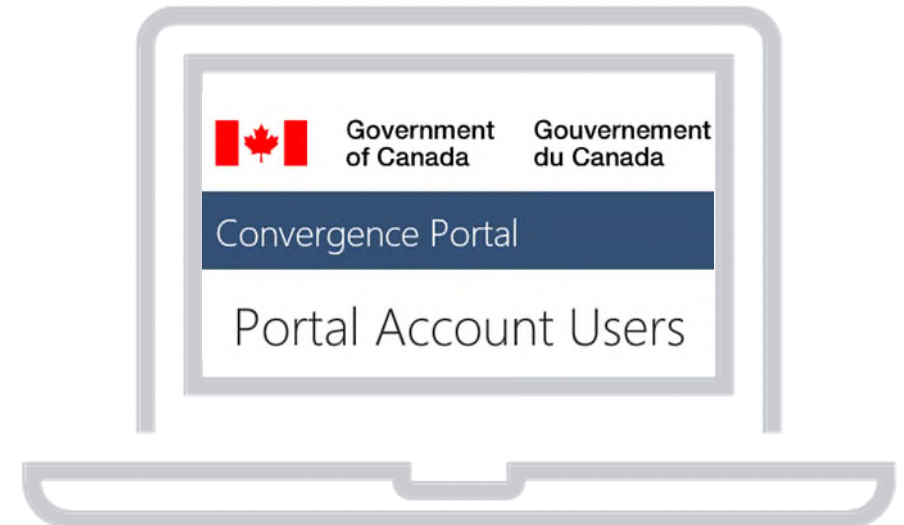 Government
of Canada
Gouvernement
du Canada
Convergence Portal
Portal Account Users